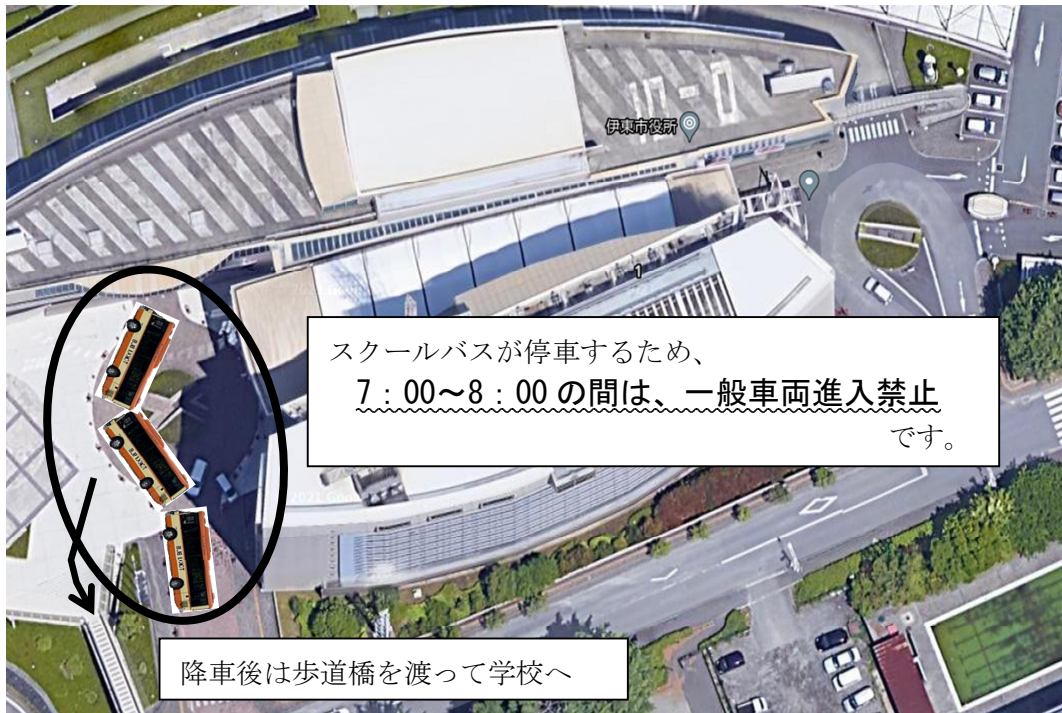 伊東市役所
1
スクールバスが停車するため、
7：00～8：00 の間は、一般車両進入禁止
です。
降車後は歩道橋を渡って学校へ